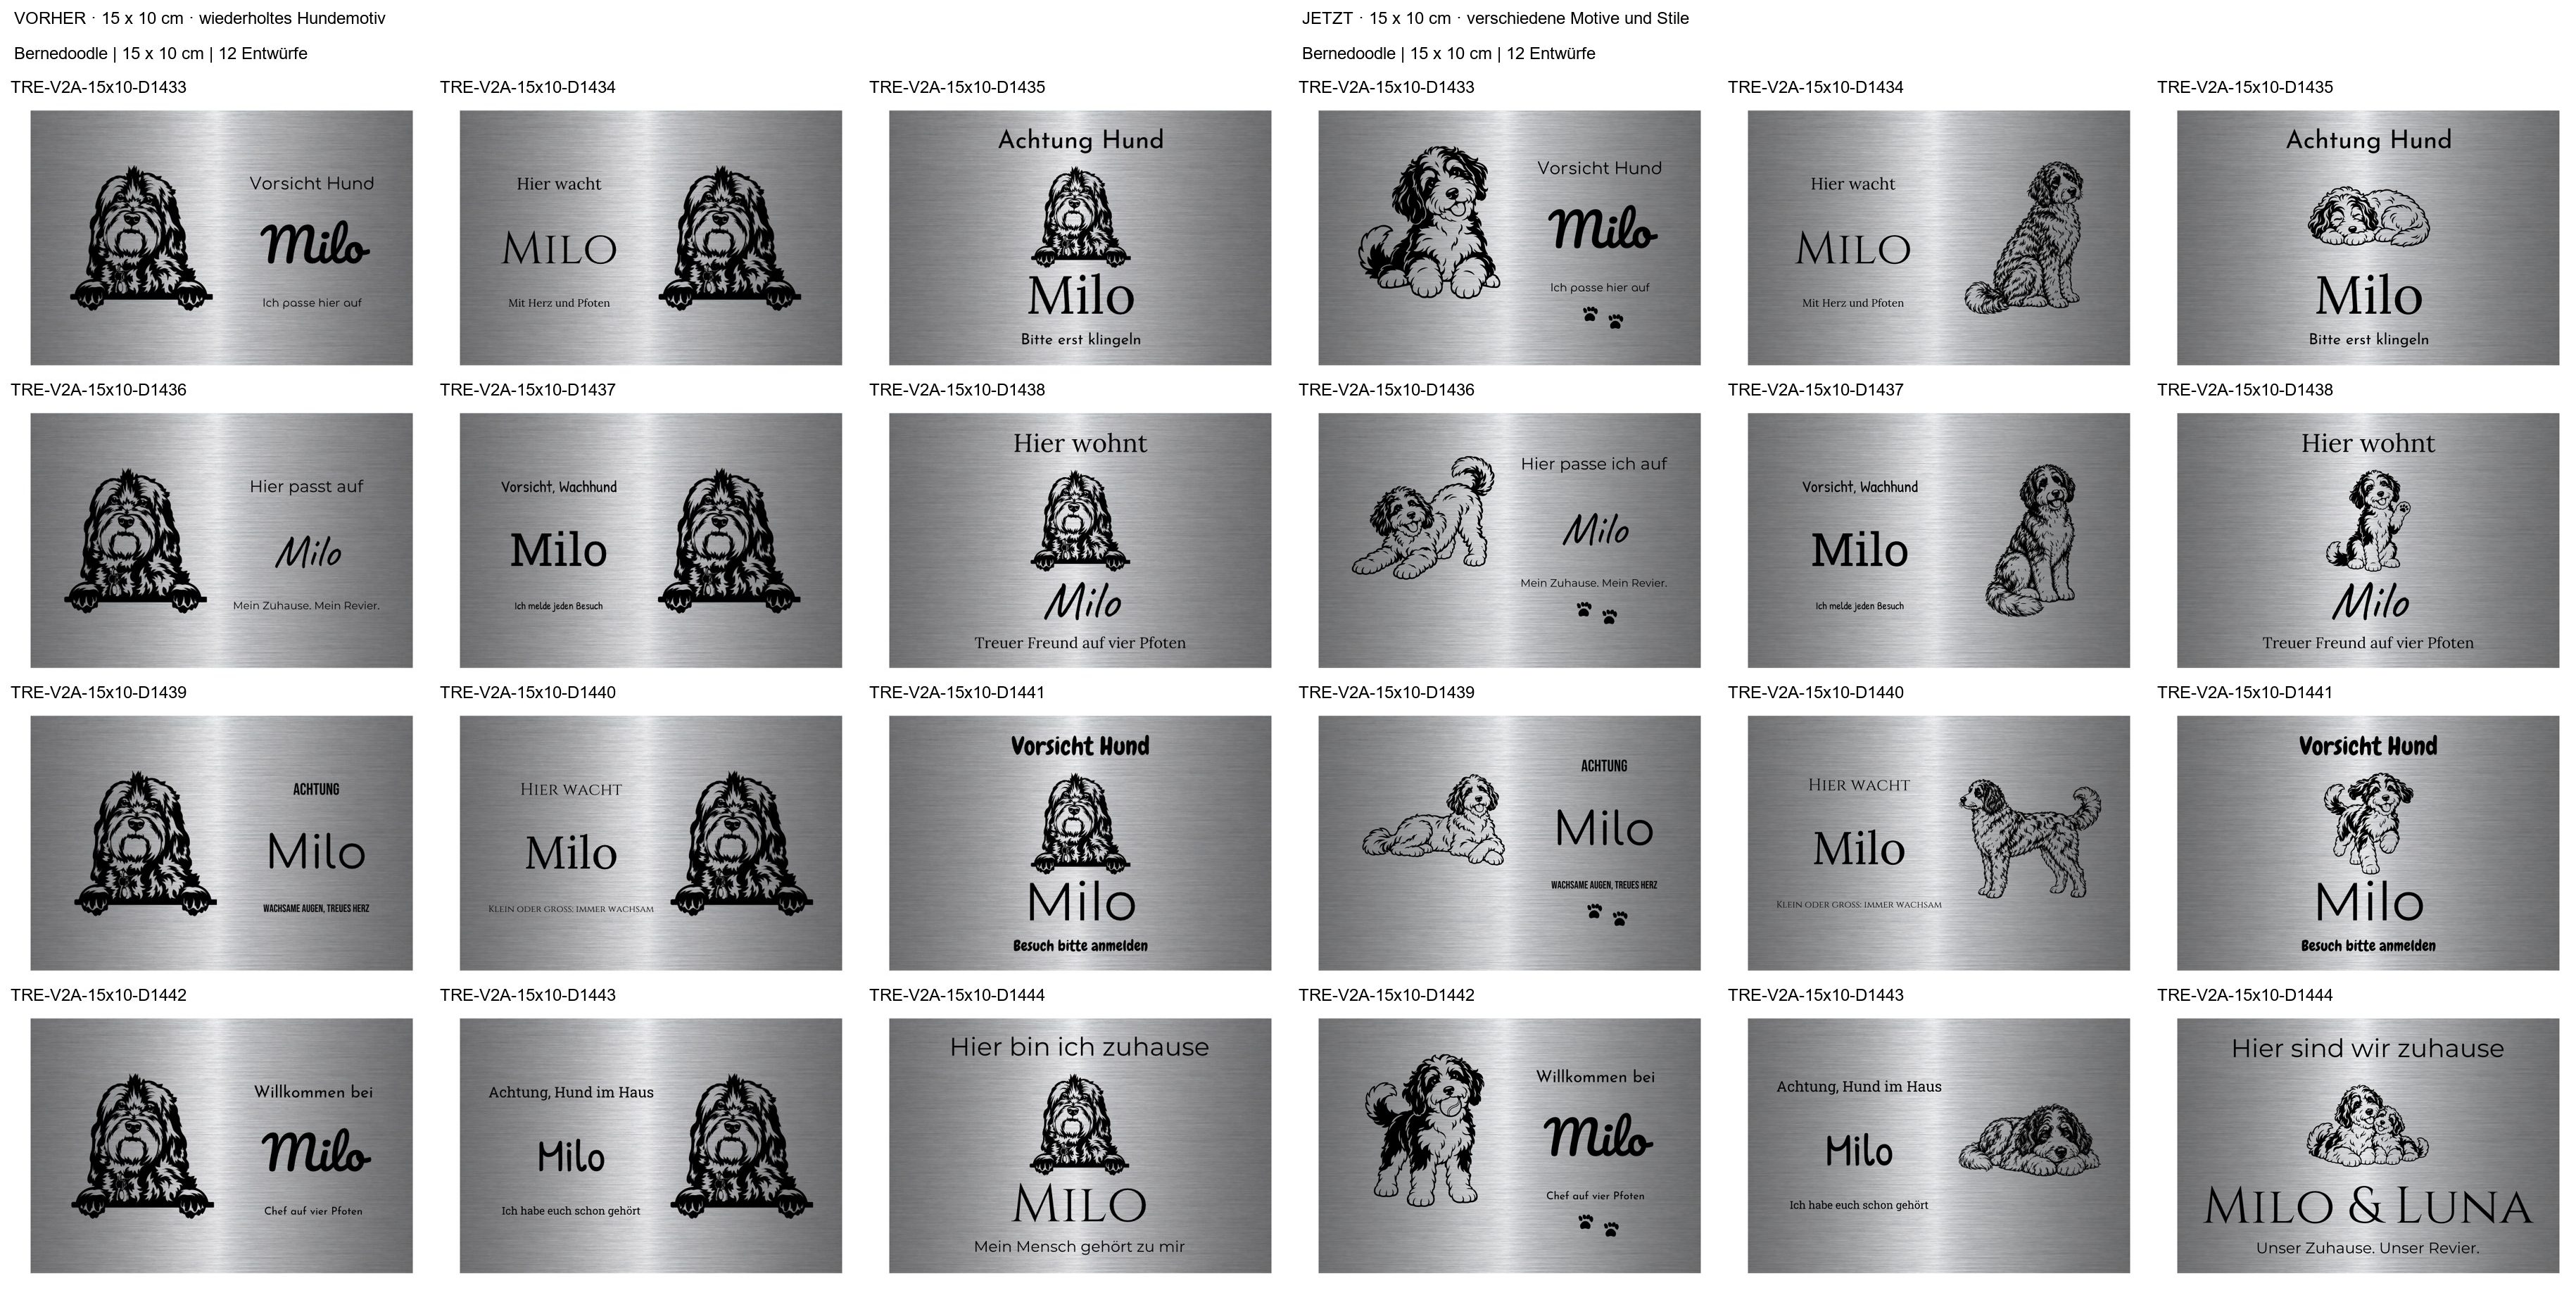 VORHER · 15 x 10 cm · wiederholtes Hundemotiv
Bernedoodle | 15 x 10 cm | 12 Entwürfe
TRE-V2A-15x10-D1433
Vorsicht Hund
Milo
Ich passe hier auf
TRE-V2A-15x10-D1434
Hier wacht
Milo
Mit Herz und Pfoten
TRE-V2A-15x10-D1435
Achtung Hund
Milo
Bitte erst klingeln
TRE-V2A-15x10-D1436
Hier passt auf
Milo
Mein Zuhause. Mein Revier.
TRE-V2A-15x10-D1437
Vorsicht, Wachhund
Milo
Ich melde jeden Besuch
TRE-V2A-15x10-D1438
Hier wohnt
Milo
Treuer Freund auf vier Pfoten
TRE-V2A-15x10-D1439
ACHTUNG
Milo
WACHSAME AUGEN, TREUES HERZ
TRE-V2A-15x10-D1440
Hier wacht
Milo
Klein oder gross: immer wachsam
TRE-V2A-15x10-D1441
Vorsicht Hund
Milo
Besuch bitte anmelden
TRE-V2A-15x10-D1442
Willkommen bei
Milo
Chef auf vier Pfoten
TRE-V2A-15x10-D1443
Achtung, Hund im Haus
Milo
Ich habe euch schon gehört
TRE-V2A-15x10-D1444
Hier bin ich zuhause
Milo
Mein Mensch gehört zu mir
JETZT · 15 x 10 cm · verschiedene Motive und Stile
Bernedoodle | 15 x 10 cm | 12 Entwürfe
TRE-V2A-15x10-D1433
Vorsicht Hund
Milo
Ich passe hier auf
TRE-V2A-15x10-D1434
Hier wacht
Milo
Mit Herz und Pfoten
TRE-V2A-15x10-D1435
Achtung Hund
Milo
Bitte erst klingeln
TRE-V2A-15x10-D1436
Hier passe ich auf
Milo
Mein Zuhause. Mein Revier.
TRE-V2A-15x10-D1437
Vorsicht, Wachhund
Milo
Ich melde jeden Besuch
TRE-V2A-15x10-D1438
Hier wohnt
Milo
Treuer Freund auf vier Pfoten
TRE-V2A-15x10-D1439
ACHTUNG
Milo
WACHSAME AUGEN, TREUES HERZ
TRE-V2A-15x10-D1440
Hier wacht
Milo
Klein oder gross: immer wachsam
TRE-V2A-15x10-D1441
Vorsicht Hund
Milo
Besuch bitte anmelden
TRE-V2A-15x10-D1442
Willkommen bei
Milo
Chef auf vier Pfoten
TRE-V2A-15x10-D1443
Achtung, Hund im Haus
Milo
Ich habe euch schon gehört
TRE-V2A-15x10-D1444
Hier sind wir zuhause
Milo & Luna
Unser Zuhause. Unser Revier.